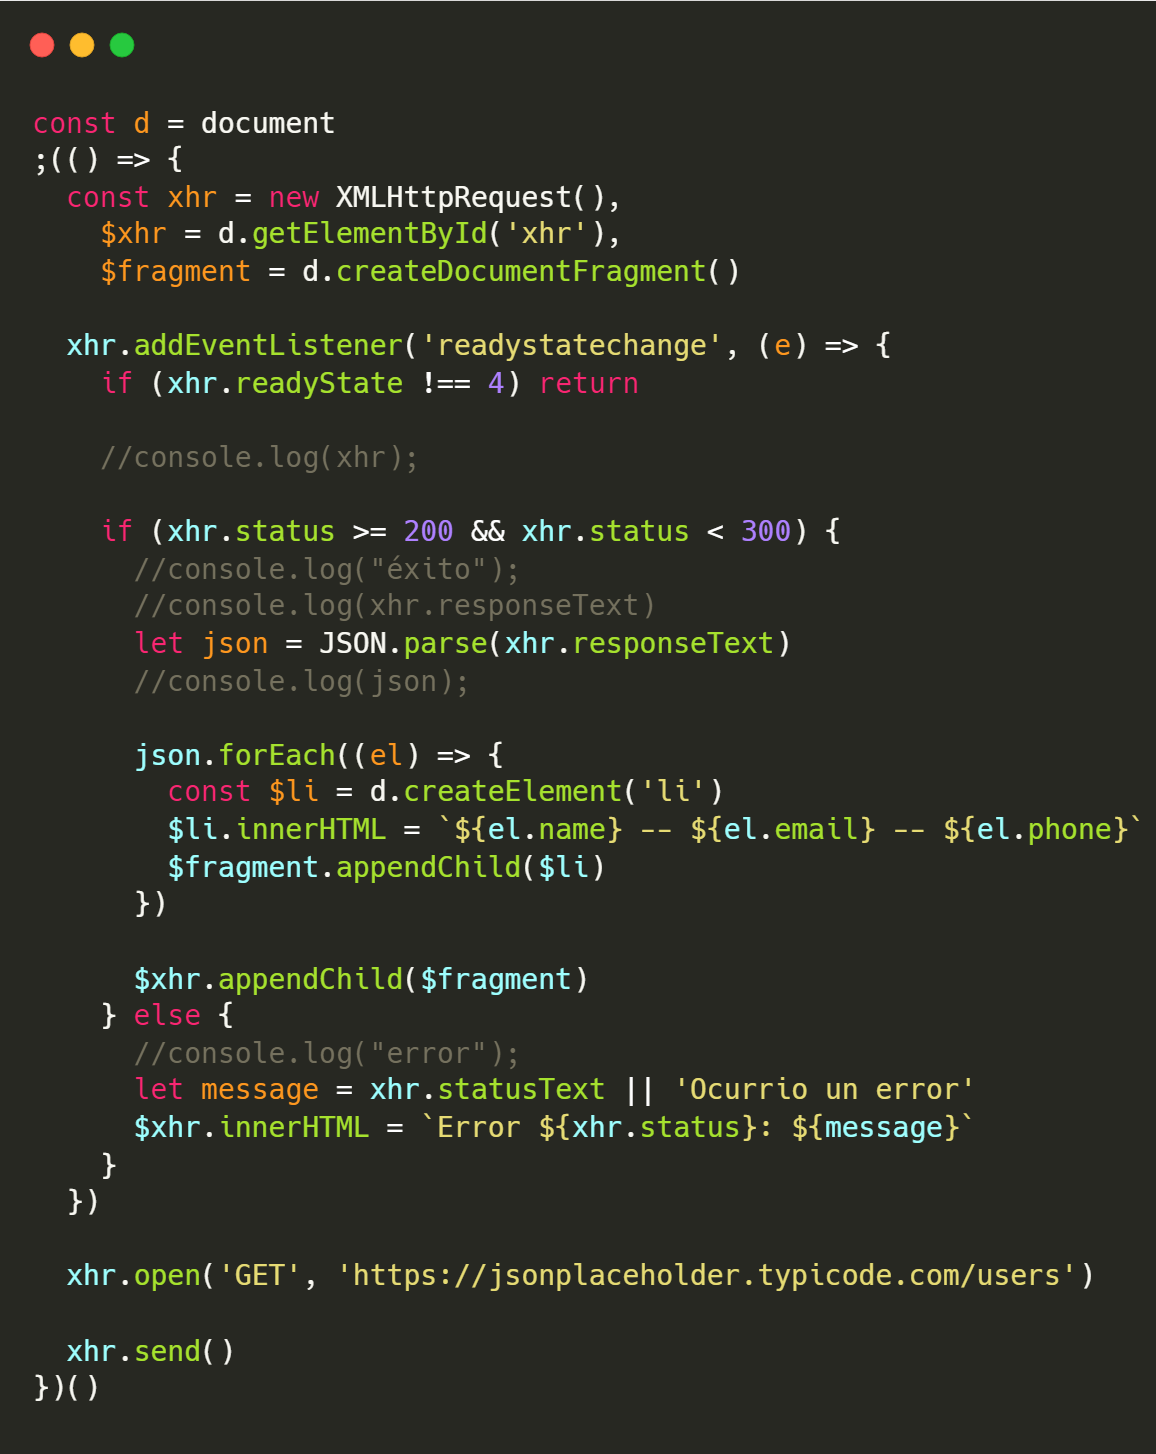 const d = document
;(() => {
  const xhr = new XMLHttpRequest(),
    $xhr = d.getElementById('xhr'),
    $fragment = d.createDocumentFragment()

  xhr.addEventListener('readystatechange', (e) => {
    if (xhr.readyState !== 4) return

    //console.log(xhr);

    if (xhr.status >= 200 && xhr.status < 300) {
      //console.log("éxito");
      //console.log(xhr.responseText)
      let json = JSON.parse(xhr.responseText)
      //console.log(json);

      json.forEach((el) => {
        const $li = d.createElement('li')
        $li.innerHTML = `${el.name} -- ${el.email} -- ${el.phone}`
        $fragment.appendChild($li)
      })

      $xhr.appendChild($fragment)
    } else {
      //console.log("error");
      let message = xhr.statusText || 'Ocurrio un error'
      $xhr.innerHTML = `Error ${xhr.status}: ${message}`
    }
  })

  xhr.open('GET', 'https://jsonplaceholder.typicode.com/users')

  xhr.send()
})()